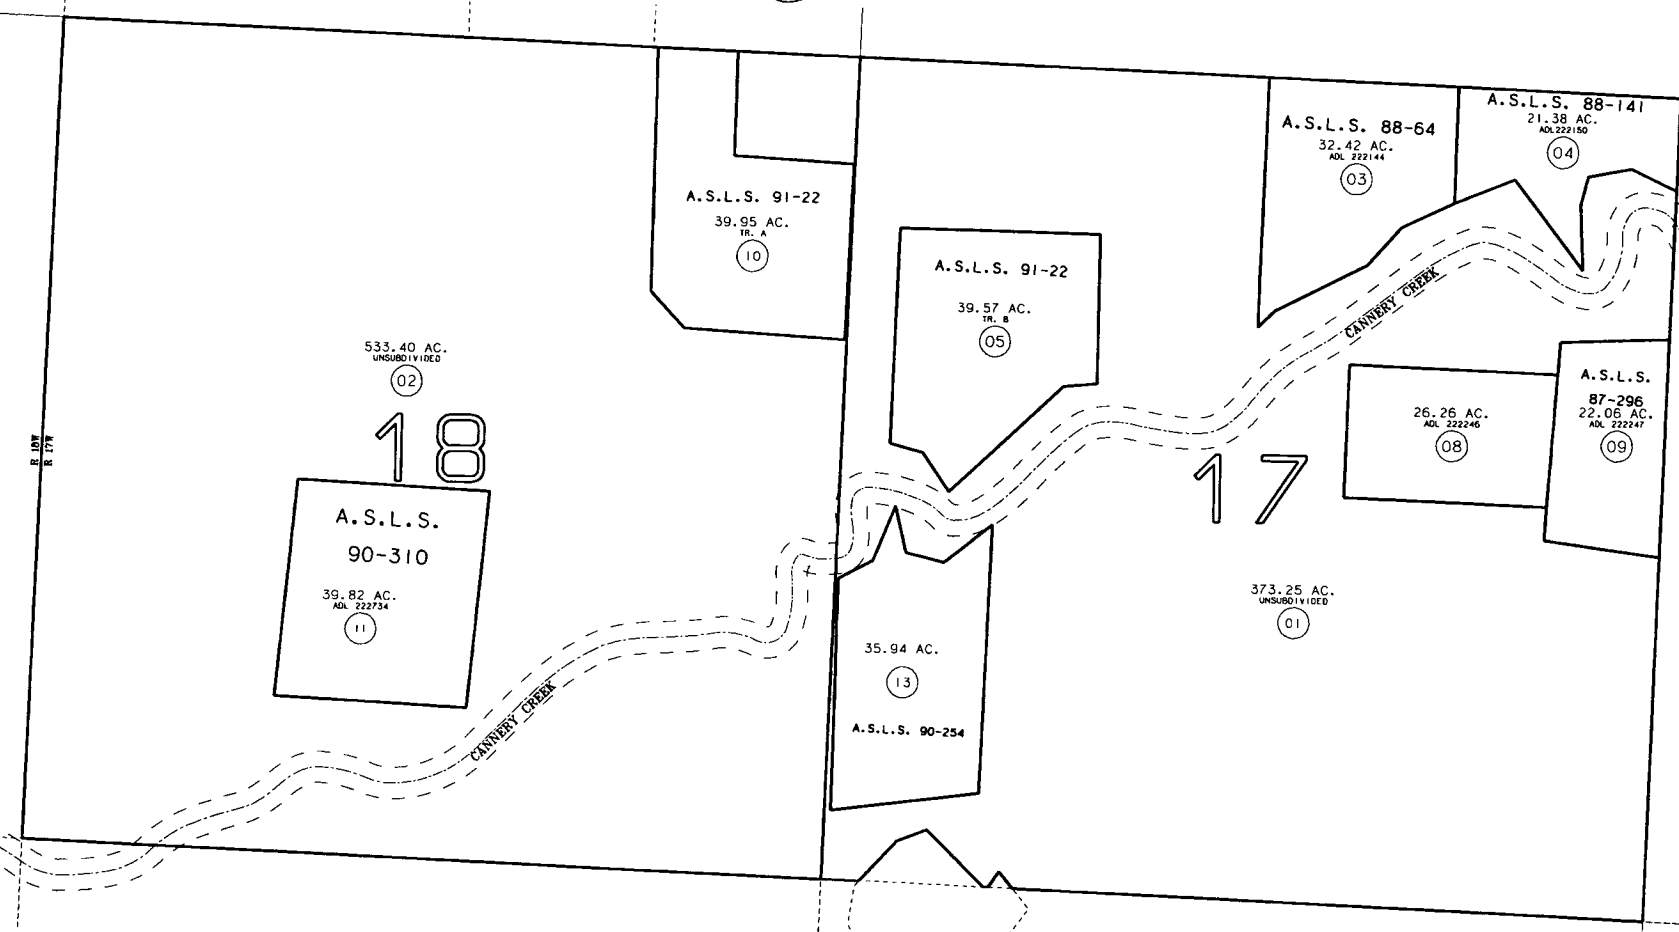 A.S.L.S. 88-141
21.38 AC.
ADL222150
04
A.S.L.S. 88-64
32.42 AC.
ADL 222144
03
A.S.L.S. 91-22
39.95 AC.
TR. A
10
A.S.L.S. 91-22
39.57 AC.
TR. B
05
CANNERY CREEK
533.40 AC.
UNSUBDIVIDED
02
18
R 18W
R 17W
A.S.L.S.
87-296
22.06 AC.
ADL 222247
09
26.26 AC.
ADL 222246
08
17
A.S.L.S.
90-310
39.82 AC.
ADL 222734
11
373.25 AC.
UNSUBDIVIDED
01
35.94 AC.
13
A.S.L.S. 90-254
CANNERY CREEK